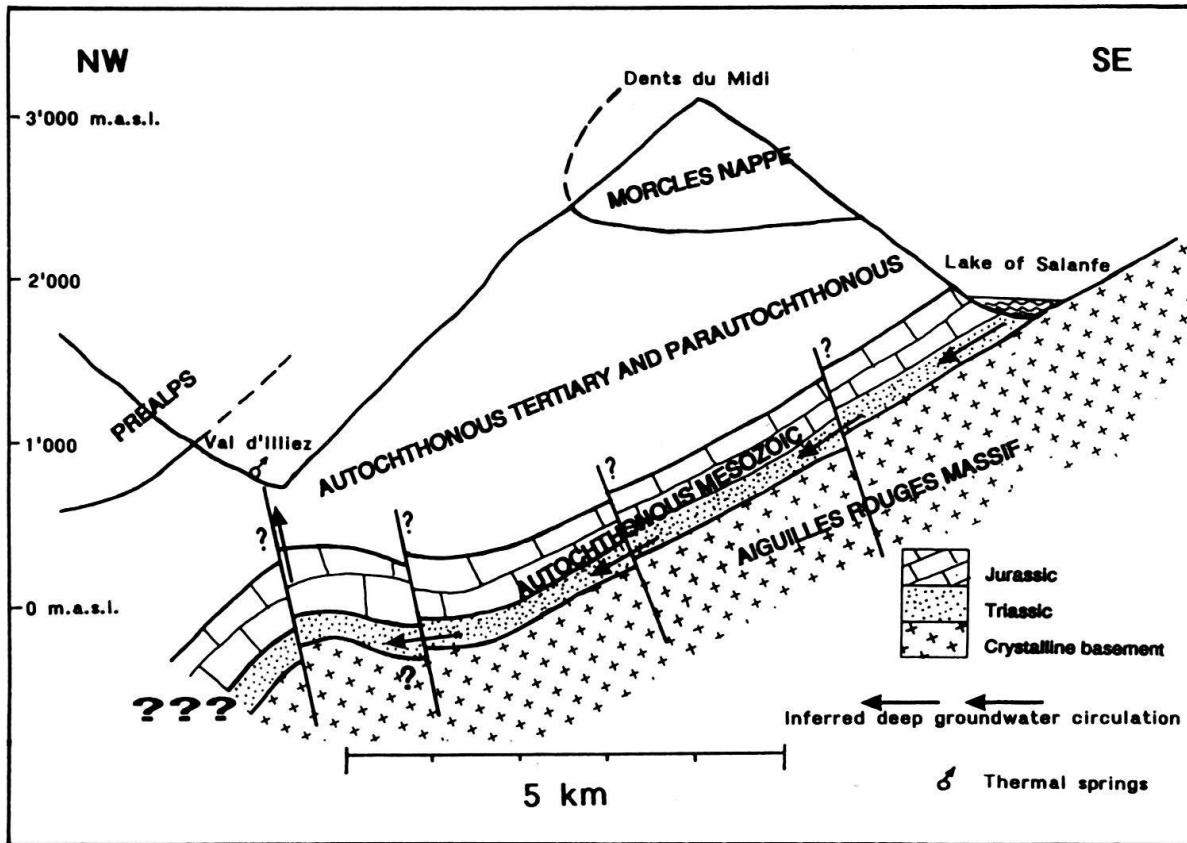 NW
SE
Dents du Midi
3'000 m.a.s.l.
MORCLES NAPPE
Lake of Salanfe
2'000
?
PRÉALPS
AUTOCHTHONOUS TERTIARY AND PARAUTOCHTHONOUS
1'000
Val d'Illiez
?
AUTOCHTHONOUS MESOZOIC
?
?
AIGUILLES ROUGES MASSIF
Jurassic
0 m.a.s.l.
Triassic
Crystalline basement
?
???
Inferred deep groundwater circulation
5 km
Thermal springs